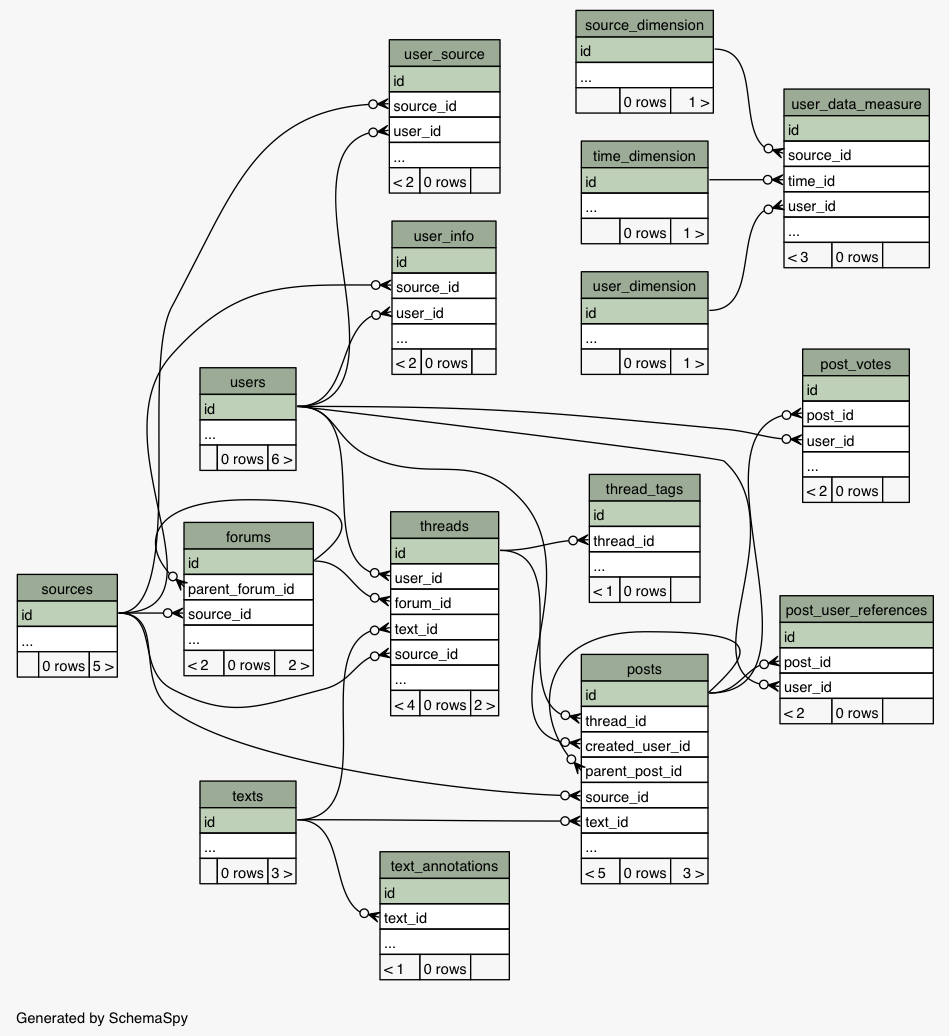 user_source
id
source_id
user_id
...
< 2 0 rows
source_dimension
id
...
0 rows 1 >
user_data_measure
id
source_id
time_id
user_id
...
< 3 0 rows
time_dimension
id
...
0 rows 1 >
user_info
id
source_id
user_id
...
< 2 0 rows
user_dimension
id
...
0 rows 1 >
users
id
...
0 rows 6 >
post_votes
id
post_id
user_id
...
< 2 0 rows
thread_tags
id
thread_id
...
< 1 0 rows
forums
id
parent_forum_id
source_id
...
< 2 0 rows 2 >
threads
id
user_id
forum_id
text_id
source_id
...
< 4 0 rows 2 >
sources
id
...
0 rows 5 >
post_user_references
id
post_id
user_id
< 2 0 rows
posts
id
thread_id
created_user_id
parent_post_id
source_id
text_id
...
< 5 0 rows 3 >
texts
id
...
0 rows 3 >
text_annotations
id
text_id
...
< 1 0 rows
Generated by SchemaSpy